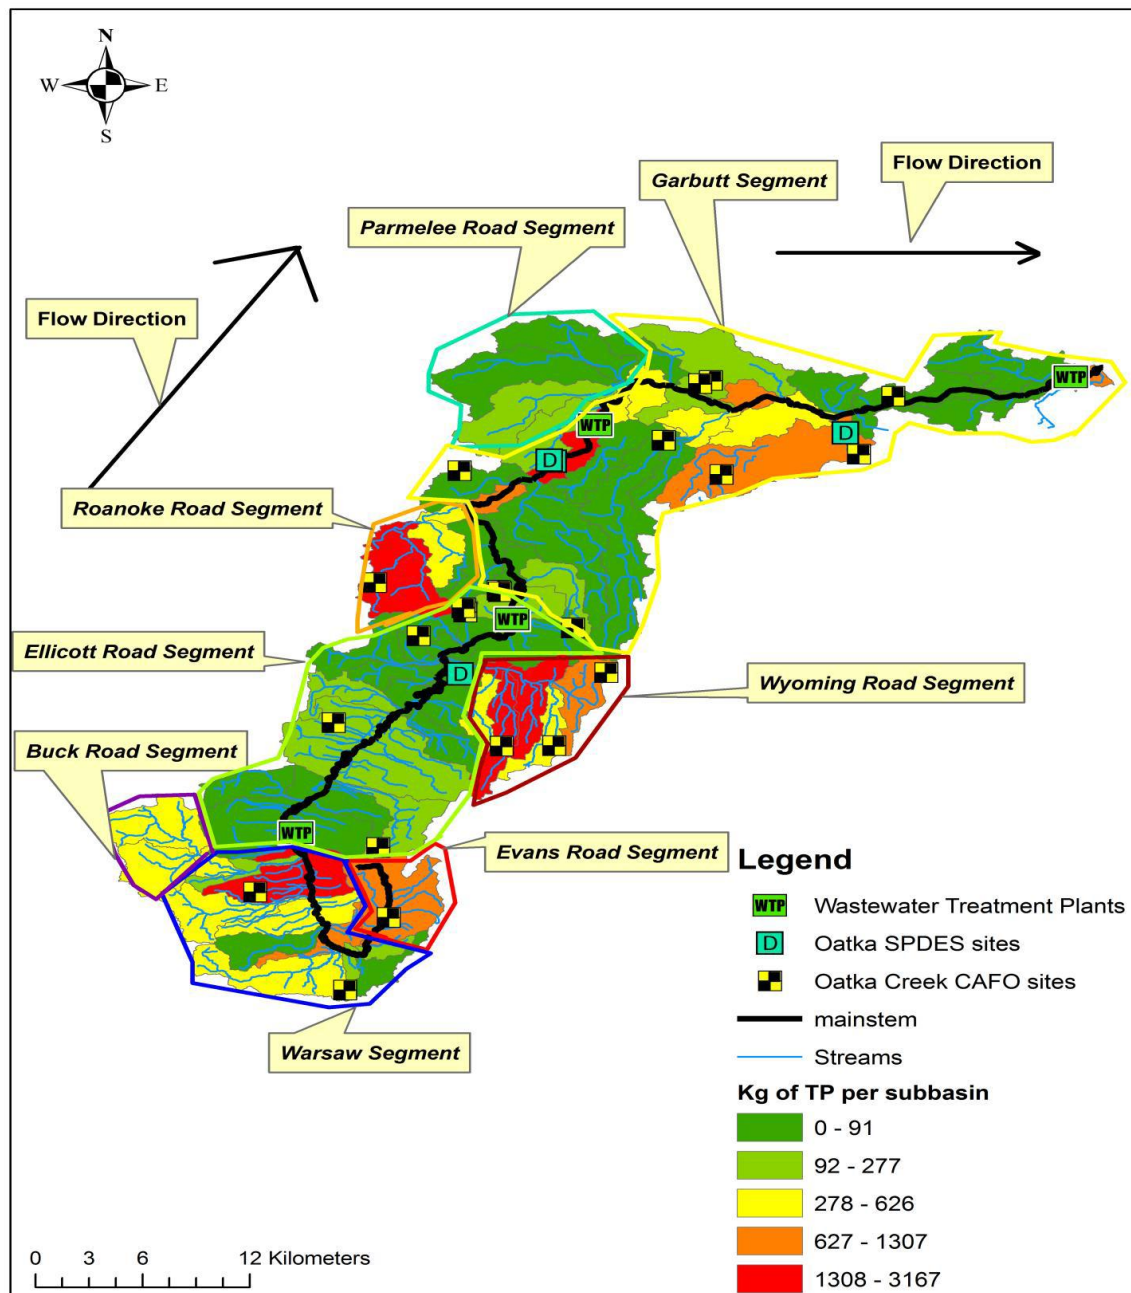 N
W
E
S
Garbutt Segment
Flow Direction
Parmelee Road Segment
Flow Direction
WTP
WTP
D
D
Roanoke Road Segment
WTP
Ellicott Road Segment
D
Wyoming Road Segment
Buck Road Segment
WTP
Evans Road Segment
Warsaw Segment
Legend
WTP Wastewater Treatment Plants
D Oatka SPDES sites
Oatka Creek CAFO sites
mainstem
Streams
Kg of TP per subbasin
0 - 91
92 - 277
278 - 626
627 - 1307
1308 - 3167
0 3 6 12 Kilometers